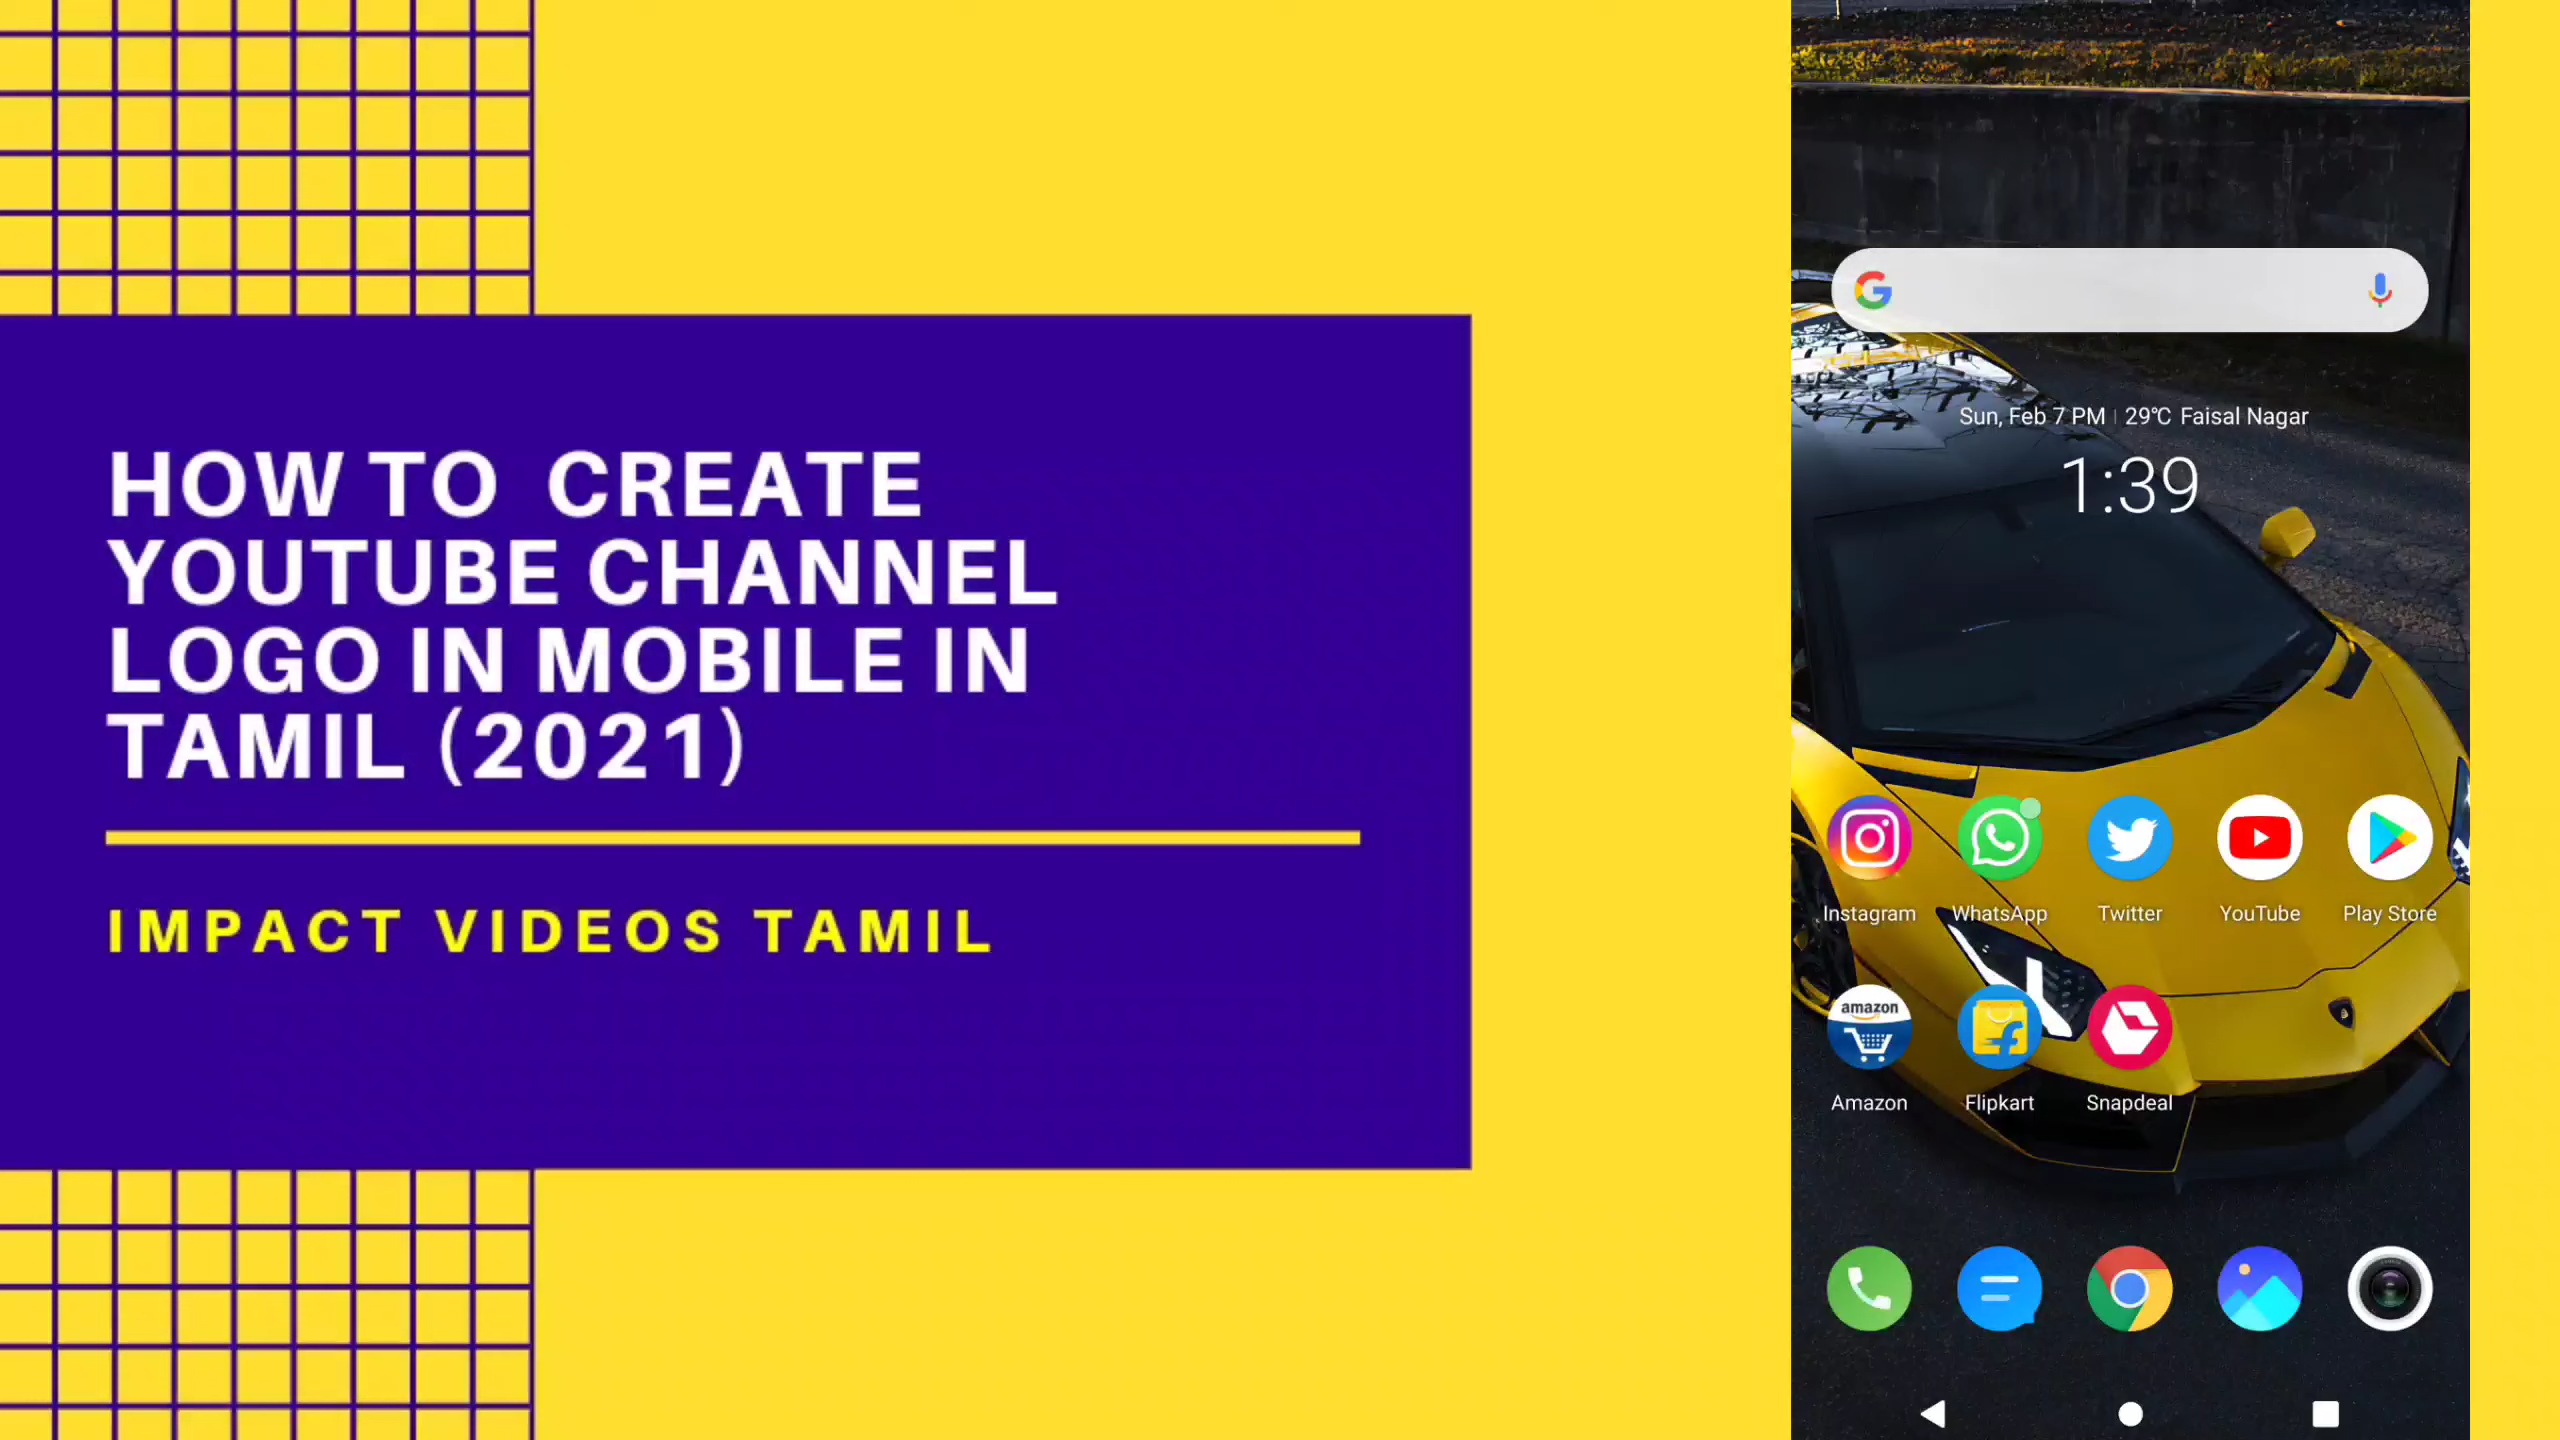 HOW TO CREATE
YOUTUBE CHANNEL
LOGO IN MOBILE IN
TAMIL (2021)
IMPACT VIDEOS TAMIL
Sun, Feb 7 PM | 29℃ Faisal Nagar
1:39
Instagram WhatsApp Twitter YouTube Play Store
amazon
Amazon Flipkart Snapdeal